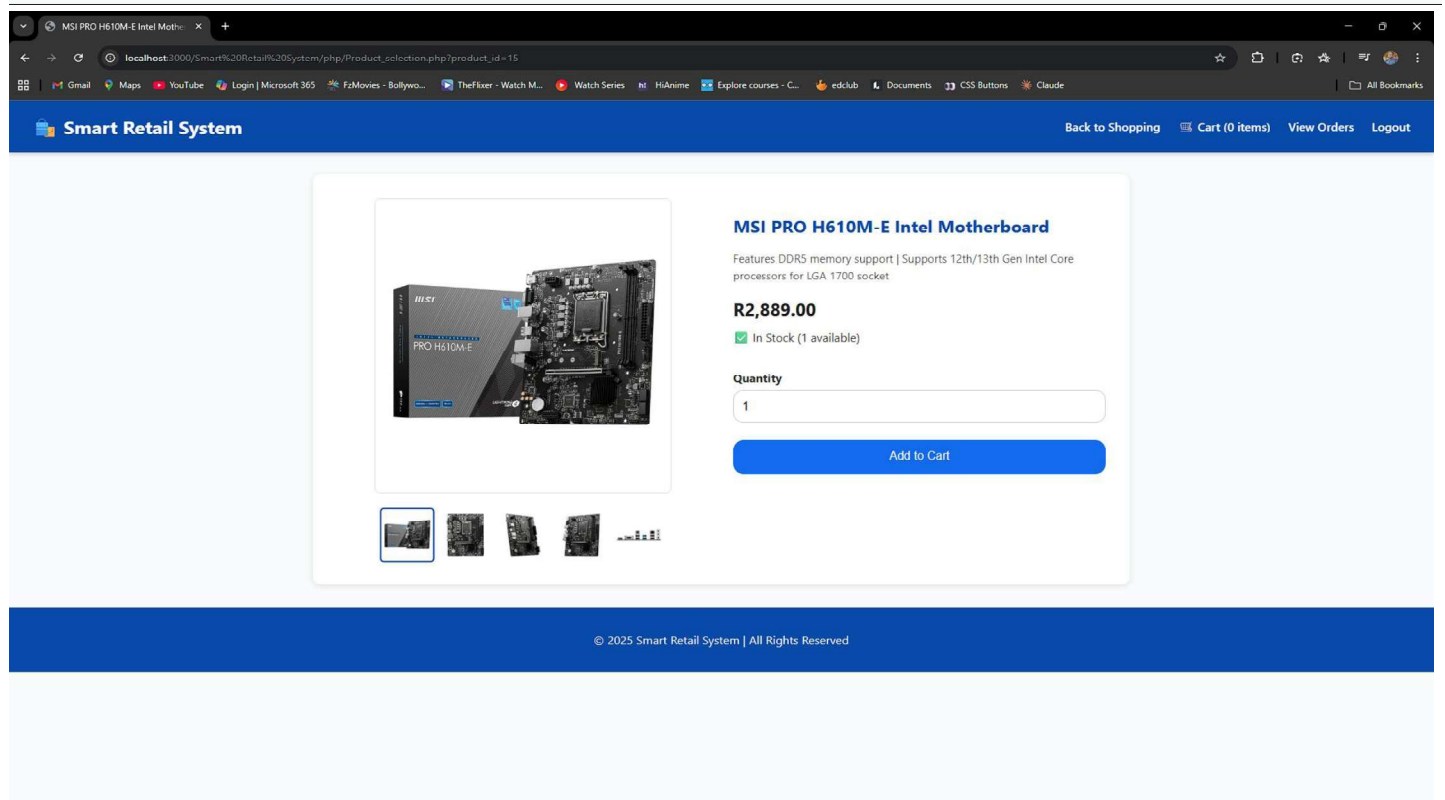 MSI PRO H610M-E Intel Mothe
localhost:3000/Smart%20Retail%20System/php/Product_selection.php?product_id=15
Gmail Maps YouTube Login | Microsoft 365 FzMovies - Bollywo... TheFlixer - Watch M... Watch Series h! HiAnime Explore courses - C... edclub Documents CSS Buttons Claude All Bookmarks
Smart Retail System Back to Shopping Cart (0 items) View Orders Logout
MSI PRO H610M-E Intel Motherboard
Features DDR5 memory support | Supports 12th/13th Gen Intel Core
processors for LGA 1700 socket
R2,889.00
In Stock (1 available)
Quantity
1
Add to Cart
msi
PRO H610M-E
© 2025 Smart Retail System | All Rights Reserved